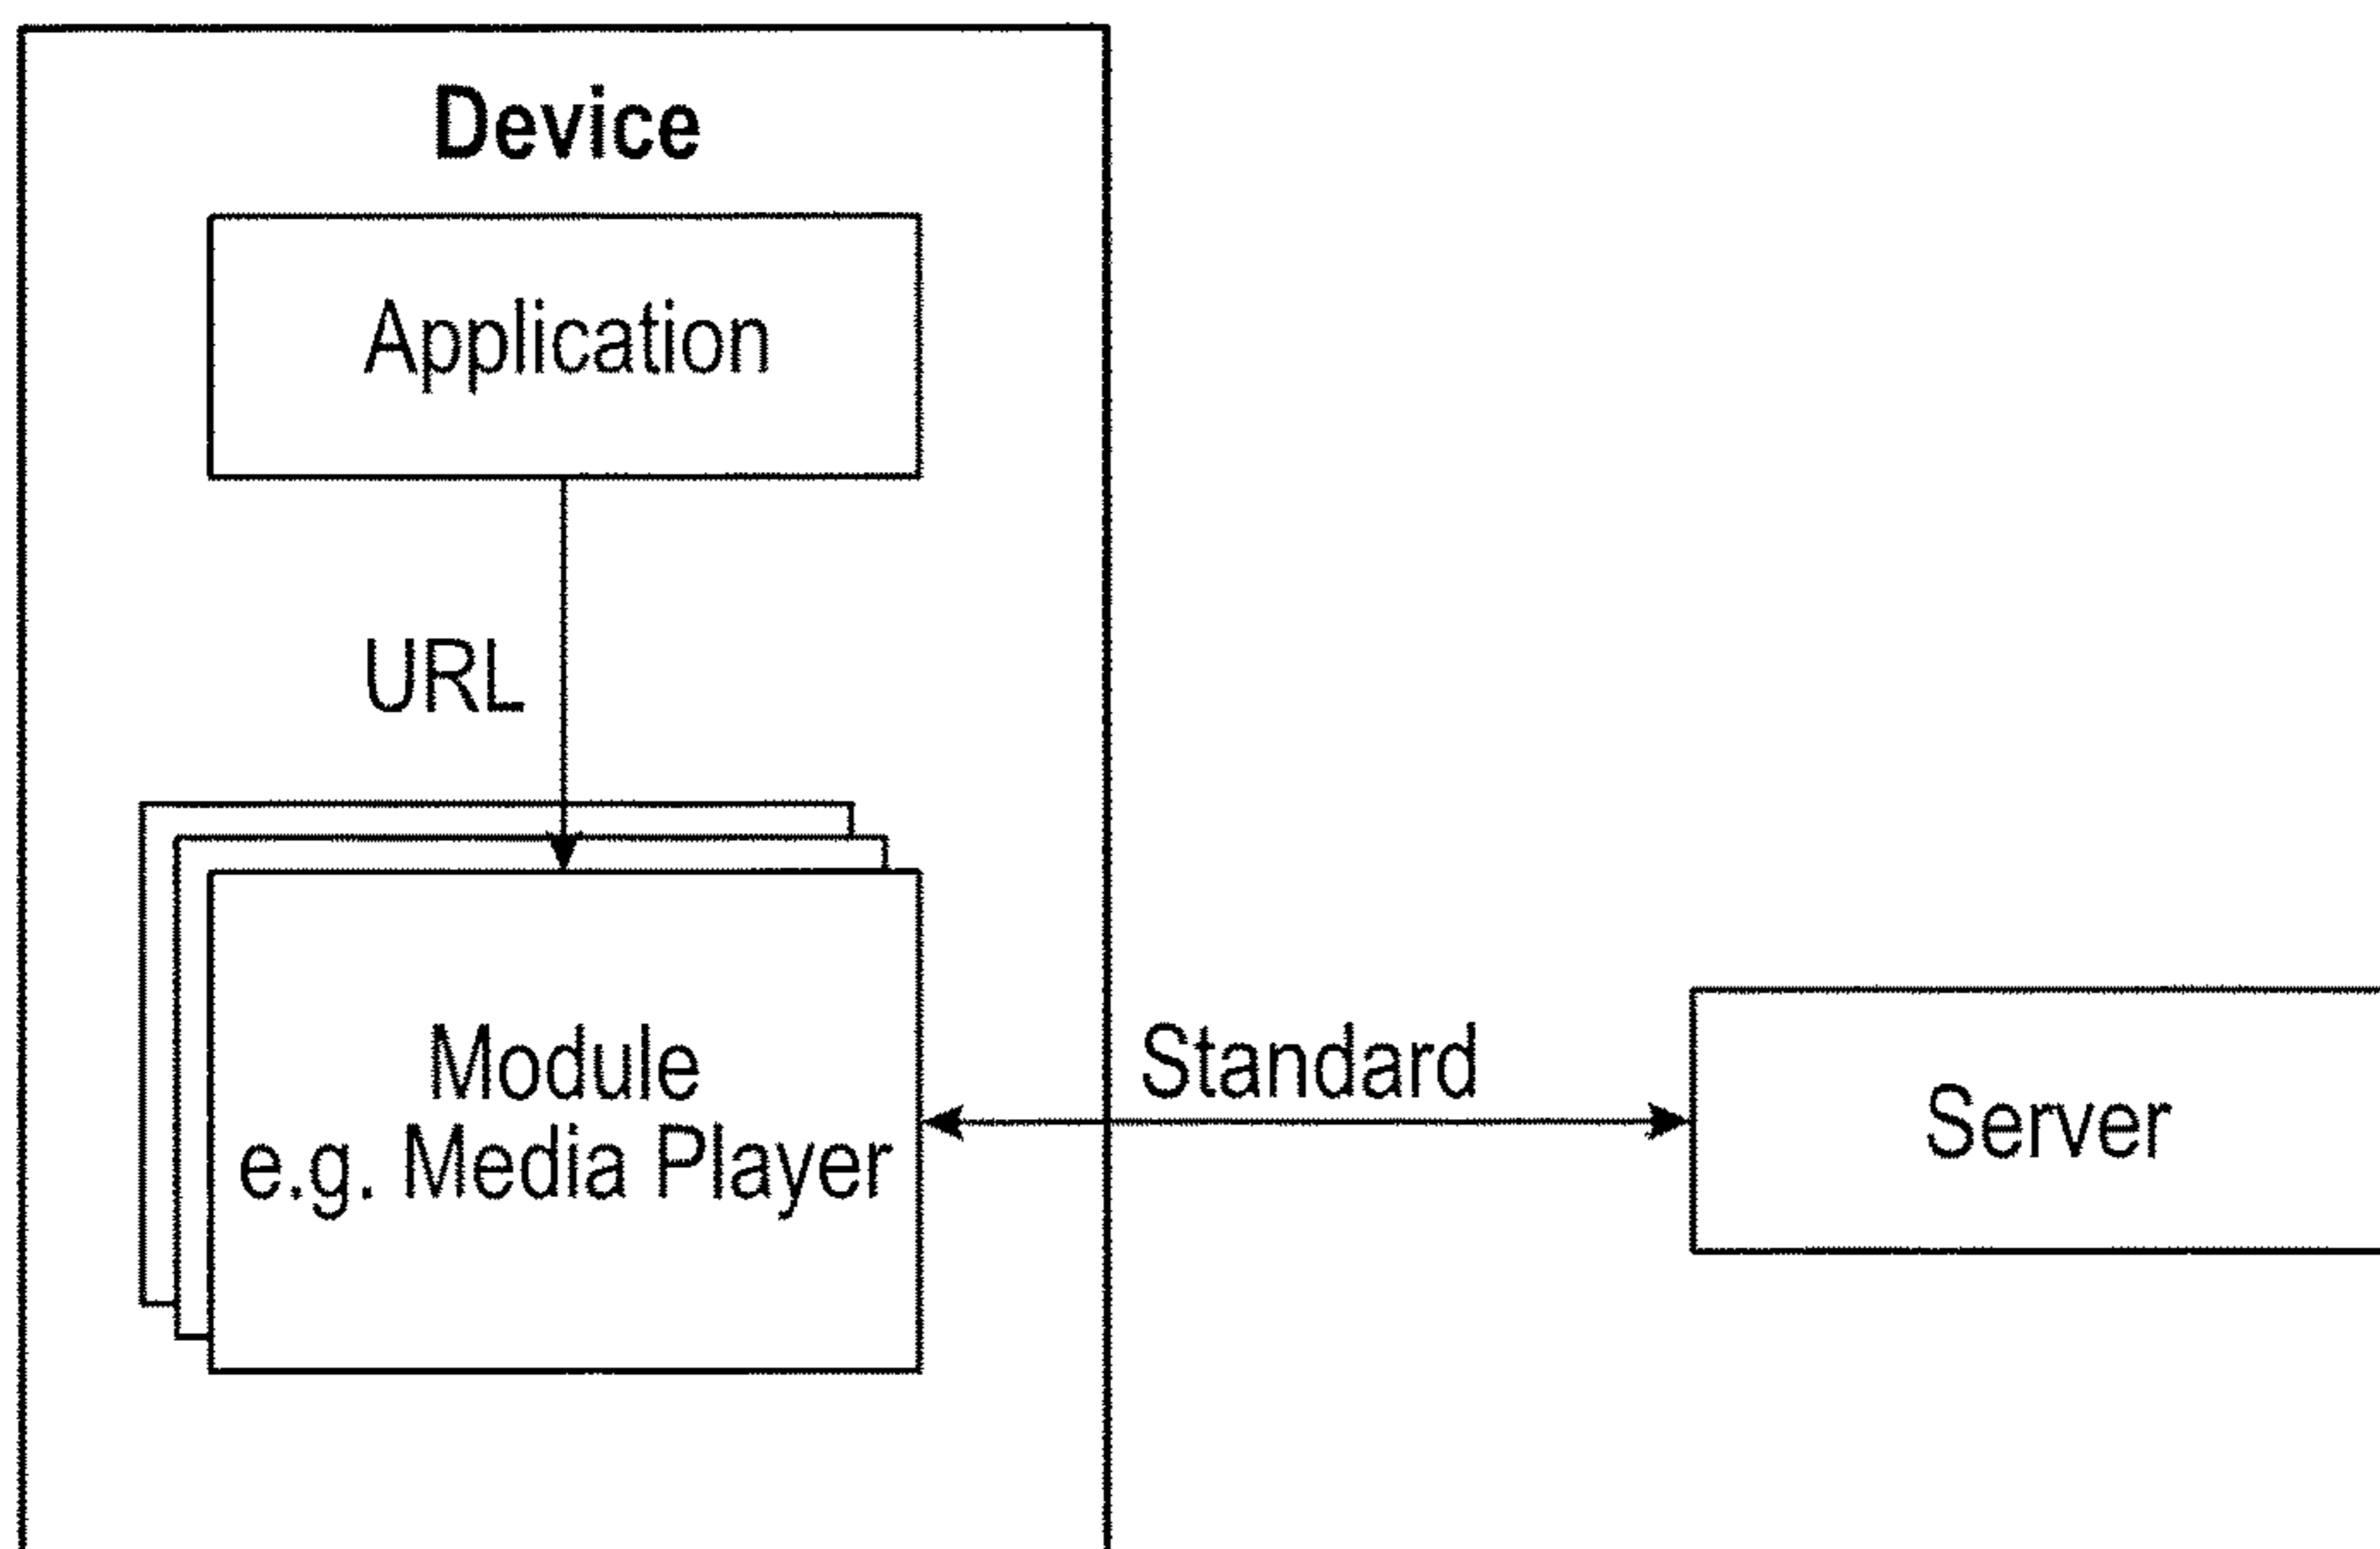 Device
Application
URL
Module
e.g. Media Player
Standard
Server